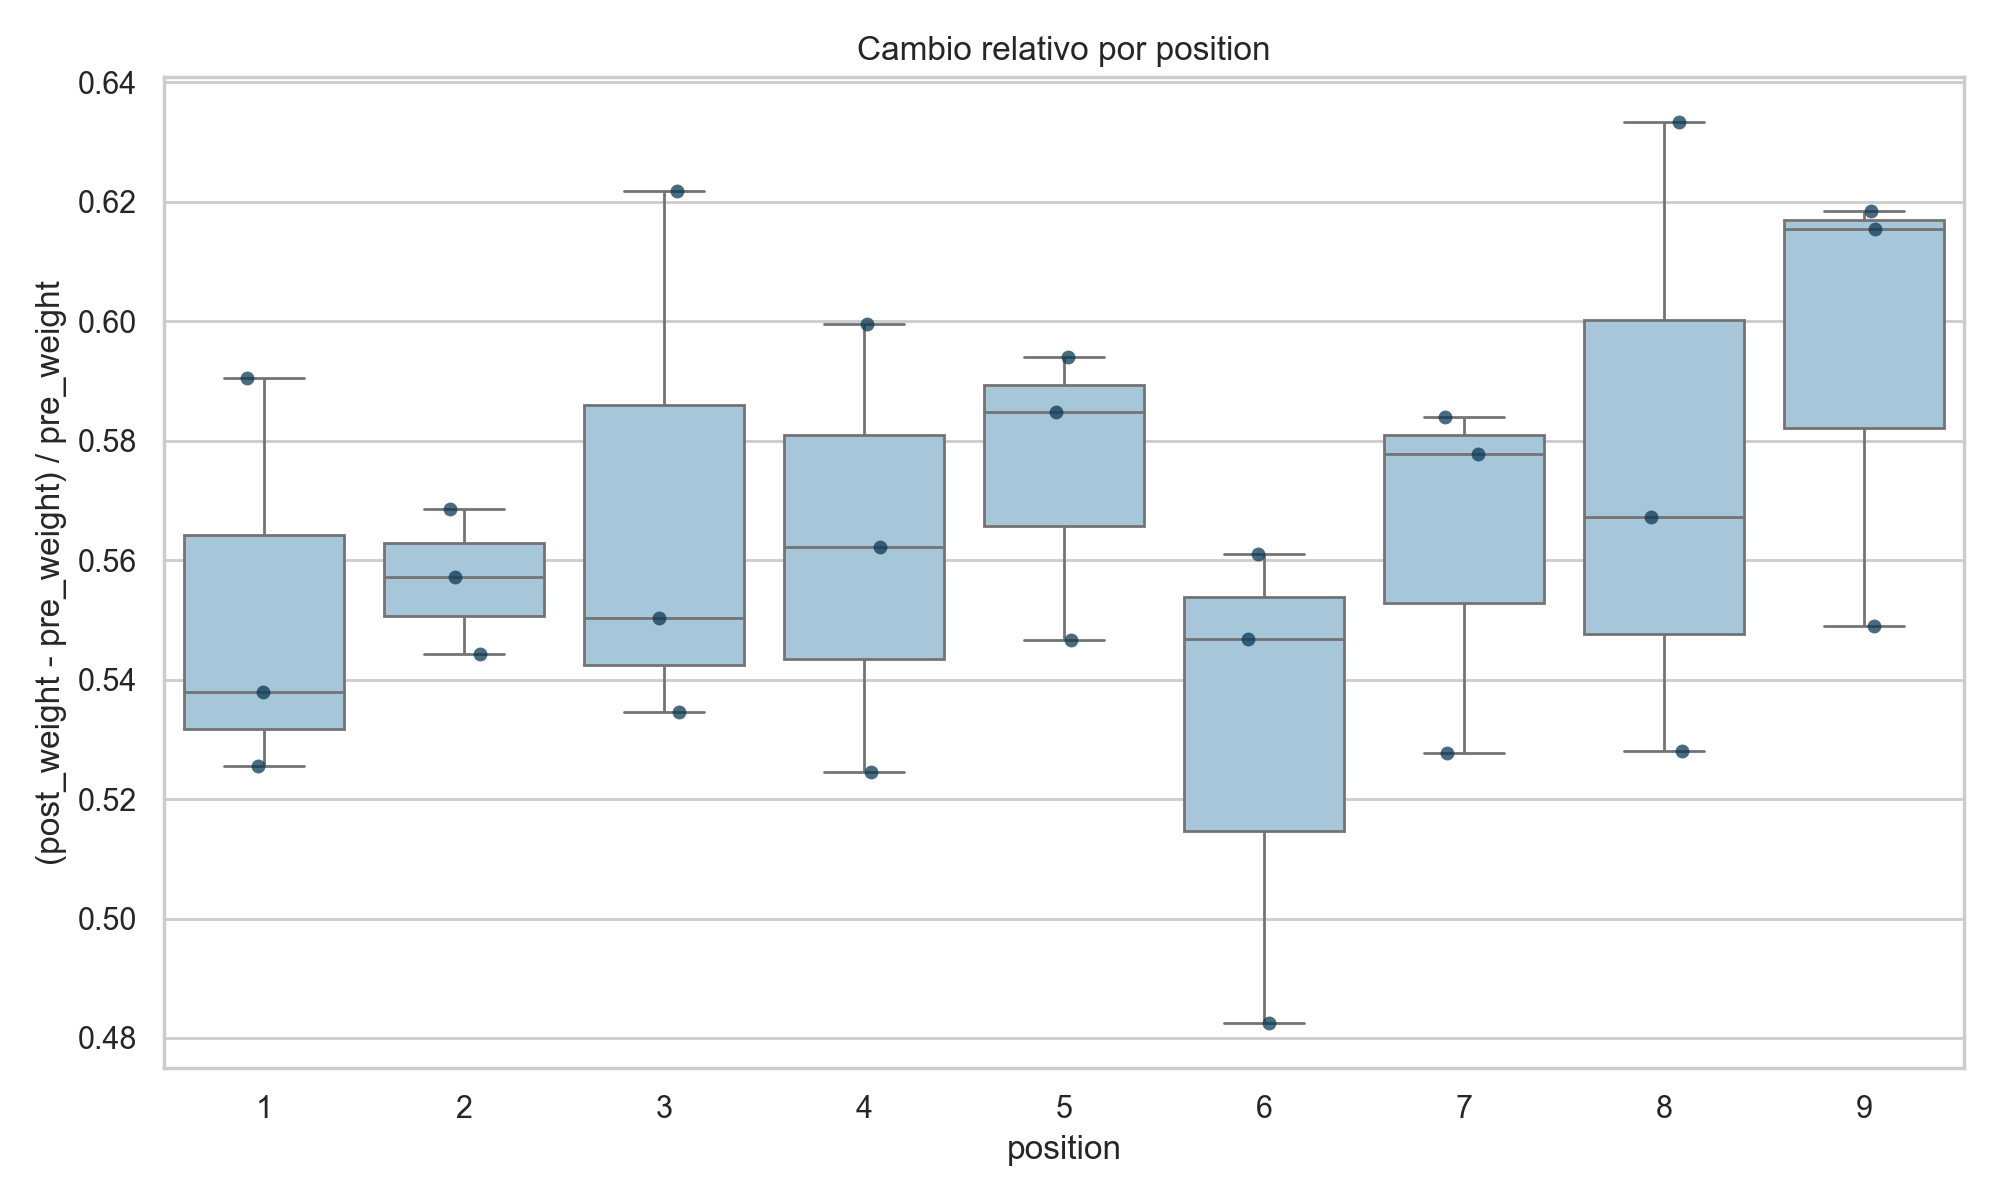 Cambio relativo por position
(post_weight - pre_weight) / pre_weight
0.64
0.62
0.60
0.58
0.56
0.54
0.52
0.50
0.48
1 2 3 4 5 6 7 8 9
position